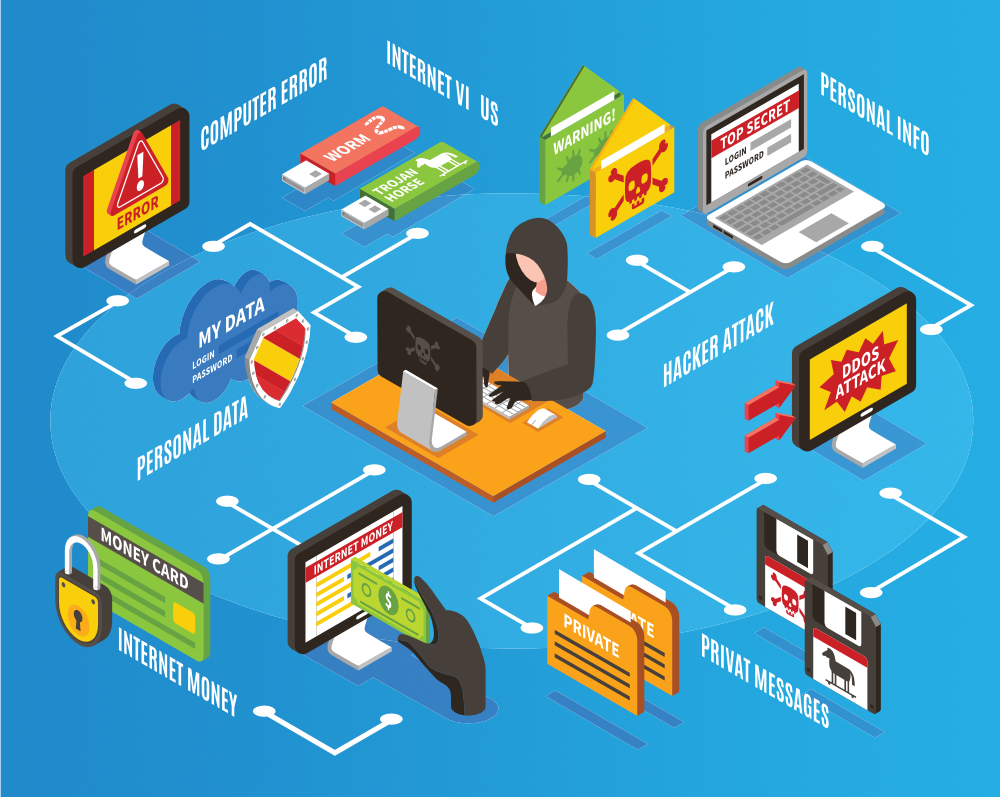 COMPUTER ERROR
INTERNET VI US
PERSONAL INFO
ERROR
WORM
TROJAN
HORSE
WARNING!
TOP SECRET
LOGIN
PASSWORD
MY DATA
LOGIN
PASSWORD
PERSONAL DATA
HACKER ATTACK
DDOS
ATTACK
MONEY CARD
INTERNET MONEY
INTERNET MONEY
$
PRIVATE
ATE
PRIVAT MESSAGES